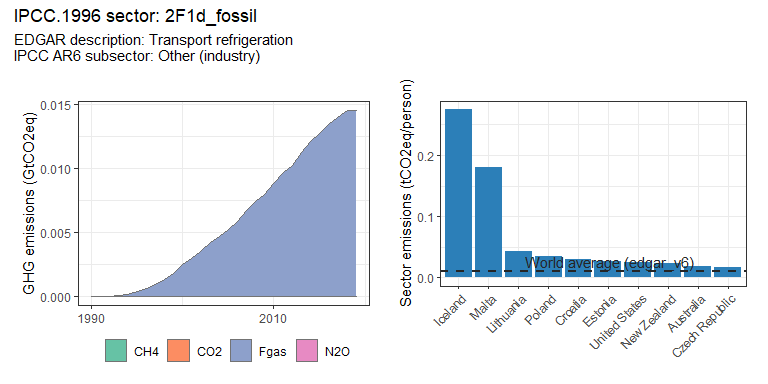 IPCC.1996 sector: 2F1d_fossil
EDGAR description: Transport refrigeration
IPCC AR6 subsector: Other (industry)
GHG emissions (GtCO2eq)
0.015
0.010
0.005
0.000
1990
2010
CH4
CO2
Fgas
N2O
Sector emissions (tCO2eq/person)
0.2
0.1
0.0
World average (edgar_v6)
Iceland
Malta
Lithuania
Poland
Croatia
Estonia
United States
New Zealand
Australia
Czech Republic